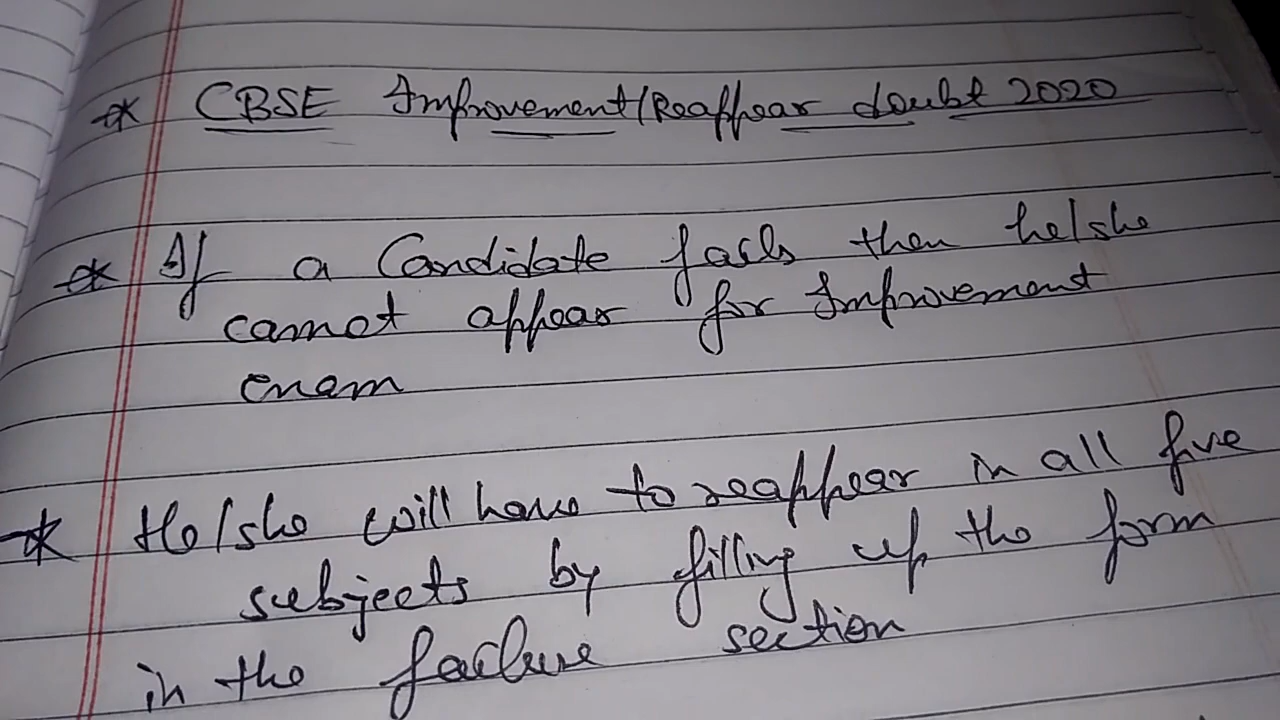 * CBSE Improvement/Reappear doubt 2020
* If a Candidate fails then he/she
cannot appear for Improvement
exam
* He/she will have to reappear in all five
subjects by filling up the form
in the failure section